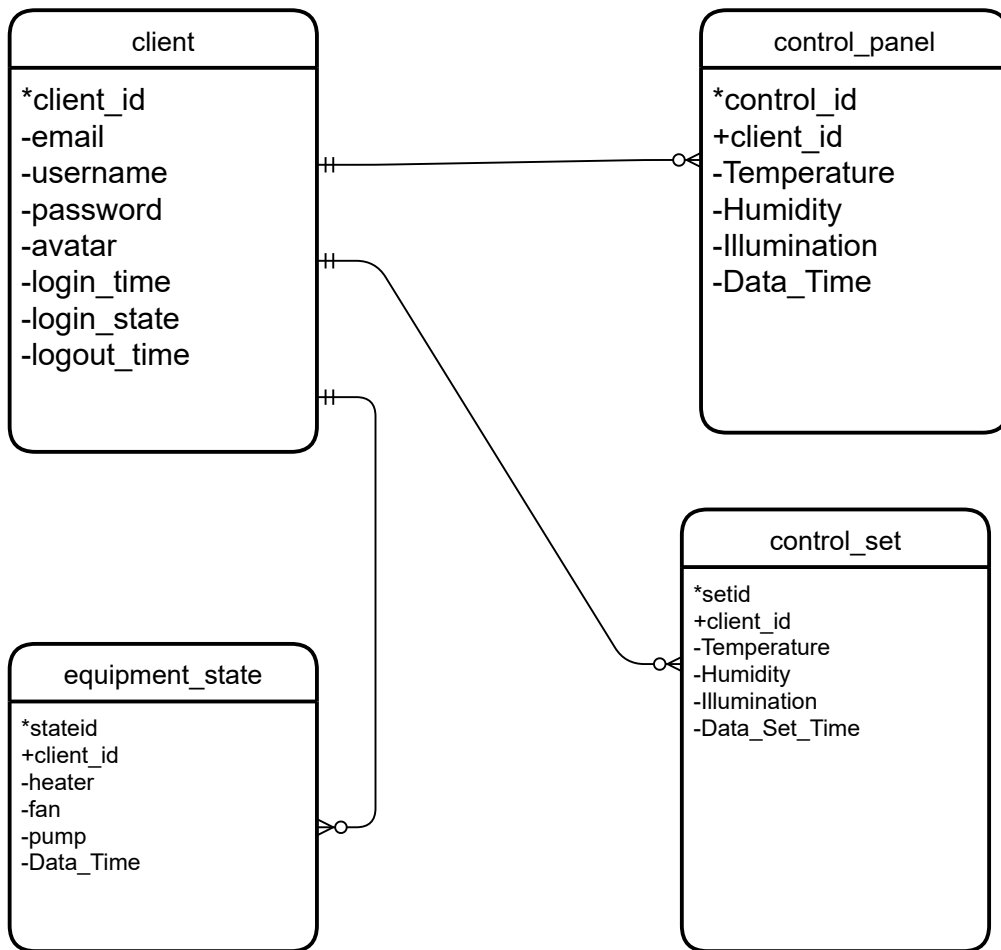 client
*client_id
-email
-username
-password
-avatar
-login_time
-login_state
-logout_time
control_panel
*control_id
+client_id
-Temperature
-Humidity
-Illumination
-Data_Time
equipment_state
*stateid
+client_id
-heater
-fan
-pump
-Data_Time
control_set
*setid
+client_id
-Temperature
-Humidity
-Illumination
-Data_Set_Time